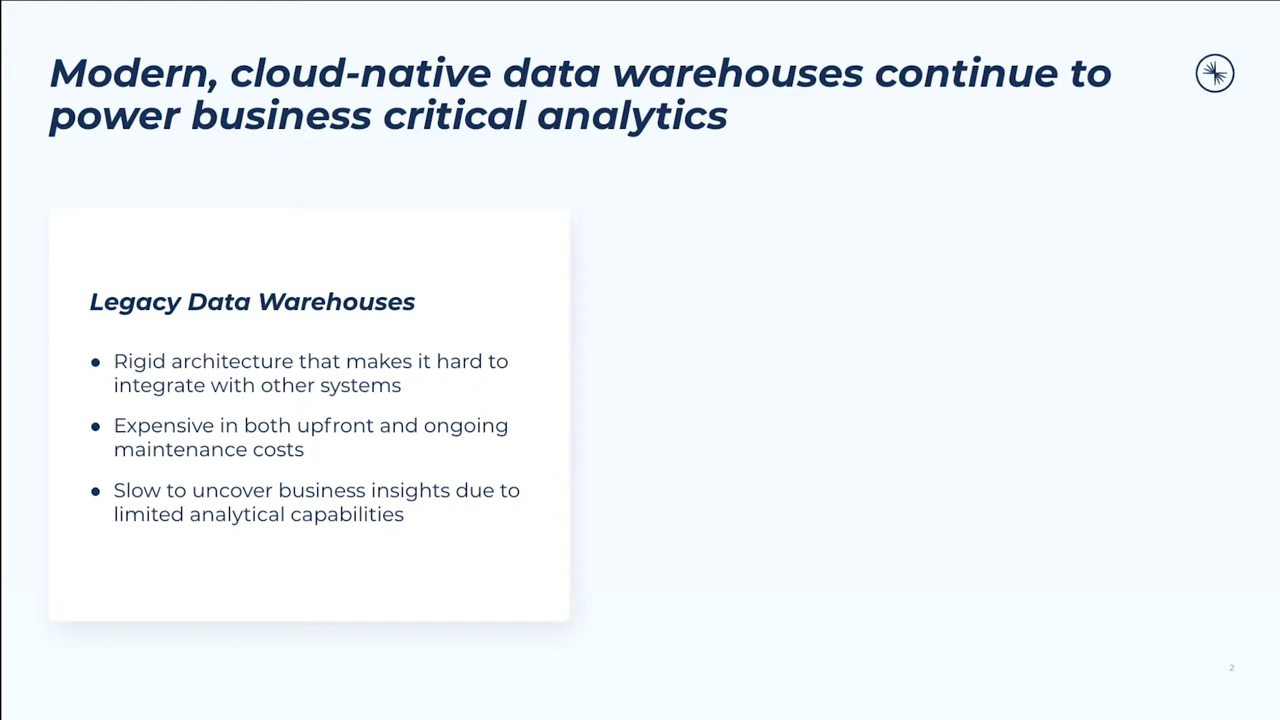 Modern, cloud-native data warehouses continue to
power business critical analytics
Legacy Data Warehouses
● Rigid architecture that makes it hard to
integrate with other systems
● Expensive in both upfront and ongoing
maintenance costs
● Slow to uncover business insights due to
limited analytical capabilities
2